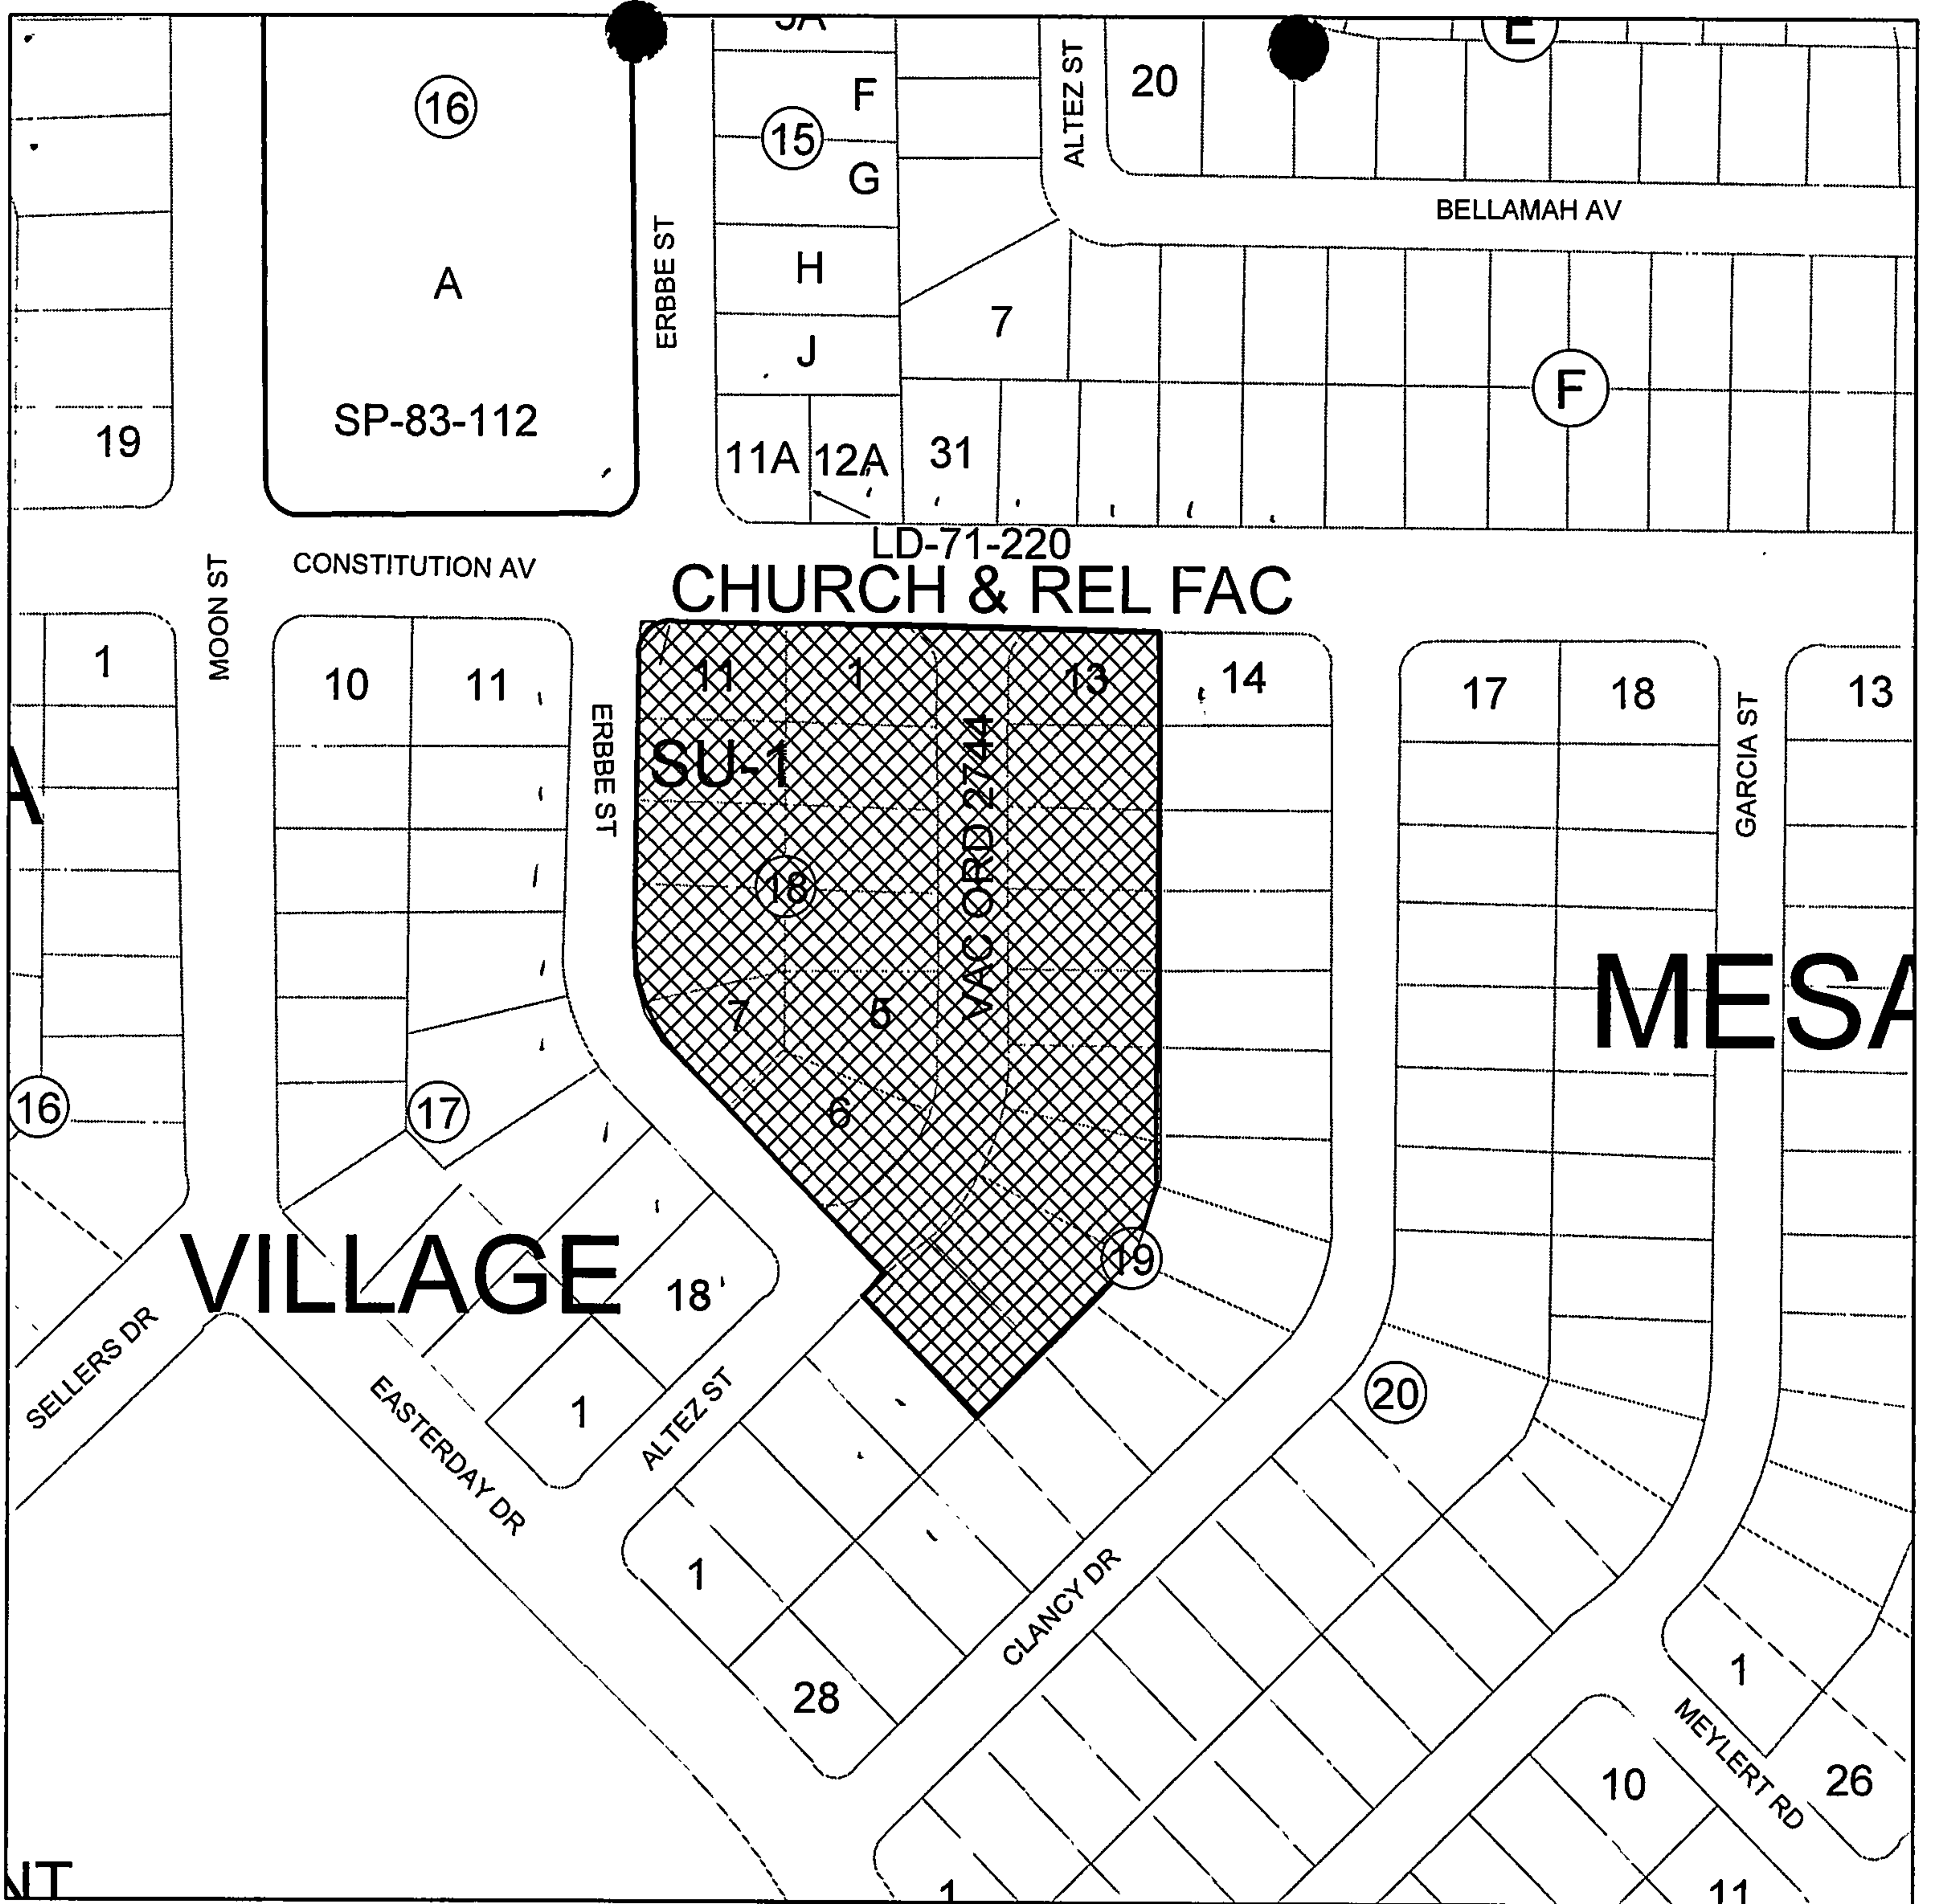 F
20
ALTEZ ST
16
15
G
BELLAMAH AV
A
ERBBE ST
H
7
J
F
SP-83-112
19
11A
12A
31
LD-71-220
CONSTITUTION AV
CHURCH & REL FAC
MOON ST
1
10
11
11
1
13
14
17
18
13
ERBBE ST
SU-1
VAC ORD 2744
GARCIA ST
A
18
MESA
7
5
16
17
6
VILLAGE
18
19
SELLERS DR
EASTERDAY DR
1
ALTEZ ST
20
1
CLANCY DR
28
1
MEYLERT RD
10
26
1
11